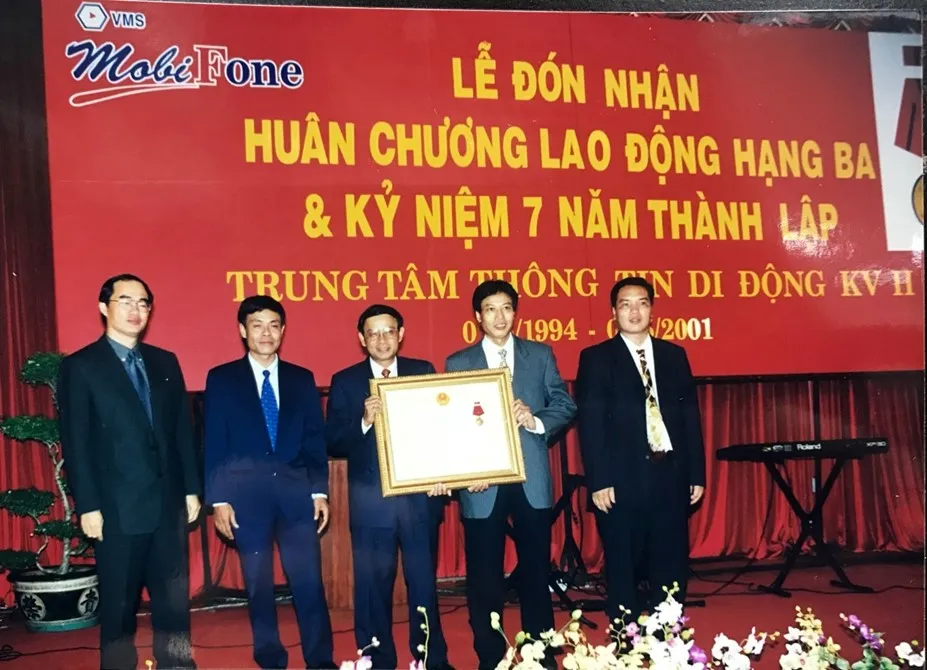 VMS
MobiFone
LỄ ĐÓN NHẬN
HUÂN CHƯƠNG LAO ĐỘNG HẠNG BA
& KỶ NIỆM 7 NĂM THÀNH LẬP
TRUNG TÂM THÔNG TIN DI ĐỘNG KV II
1994 - 2001
Roland